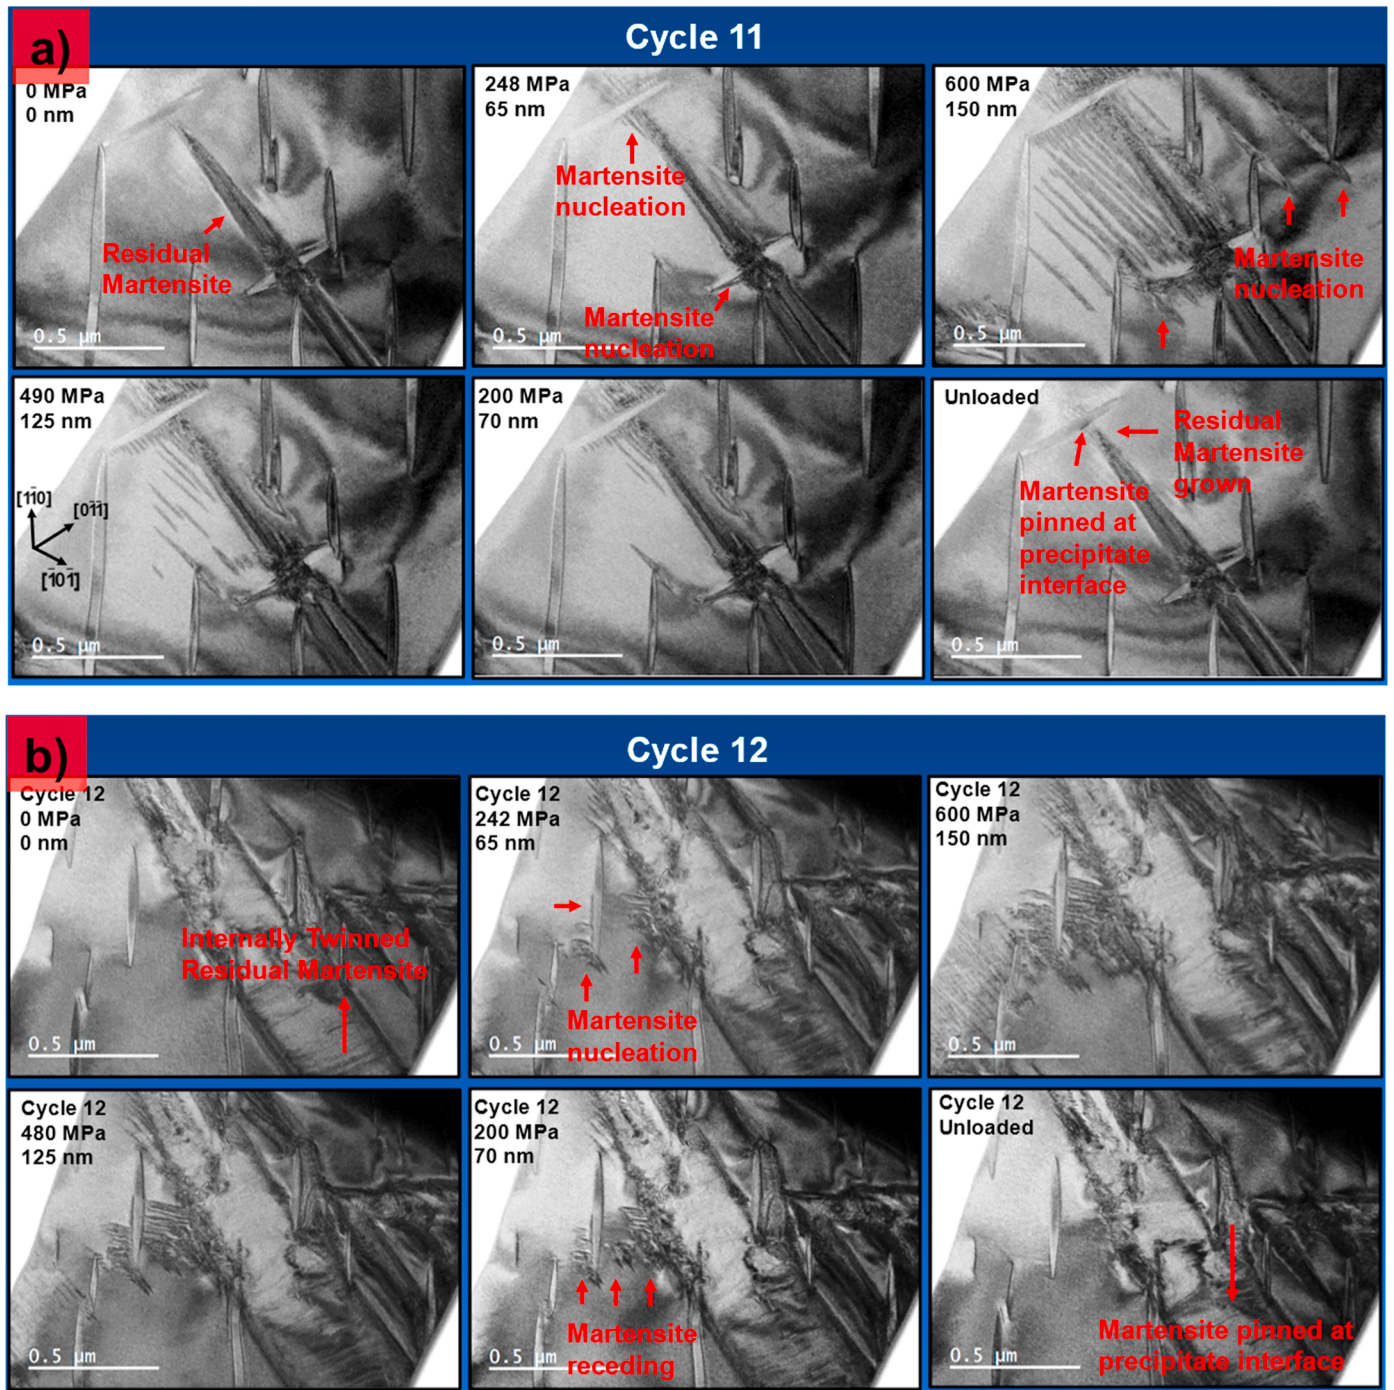 a)
Cycle 11
0 MPa
0 nm
Residual
Martensite
0.5 µm
248 MPa
65 nm
Martensite
nucleation
Martensite
nucleation
0.5 µm
600 MPa
150 nm
Martensite
nucleation
0.5 µm
490 MPa
125 nm
[11̄0]
[01̄1̄]
[1̄01̄]
0.5 µm
200 MPa
70 nm
0.5 µm
Unloaded
Residual
Martensite
grown
Martensite
pinned at
precipitate
interface
0.5 µm
b)
Cycle 12
Cycle 12
0 MPa
0 nm
Internally Twinned
Residual Martensite
0.5 µm
Cycle 12
242 MPa
65 nm
Martensite
nucleation
0.5 µm
Cycle 12
600 MPa
150 nm
0.5 µm
Cycle 12
480 MPa
125 nm
0.5 µm
Cycle 12
200 MPa
70 nm
Martensite
receding
0.5 µm
Cycle 12
Unloaded
Martensite pinned at
precipitate interface
0.5 µm